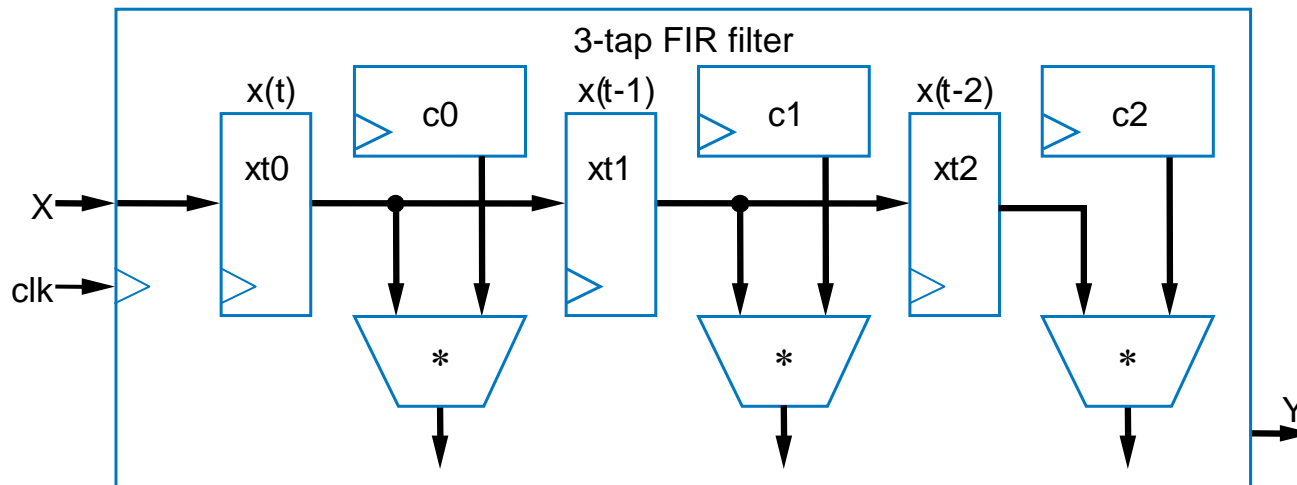 3-tap FIR filter
x(t)
x(t-1)
x(t-2)
c0
c1
c2
xt0
xt1
xt2
X
clk
*
*
*
Y